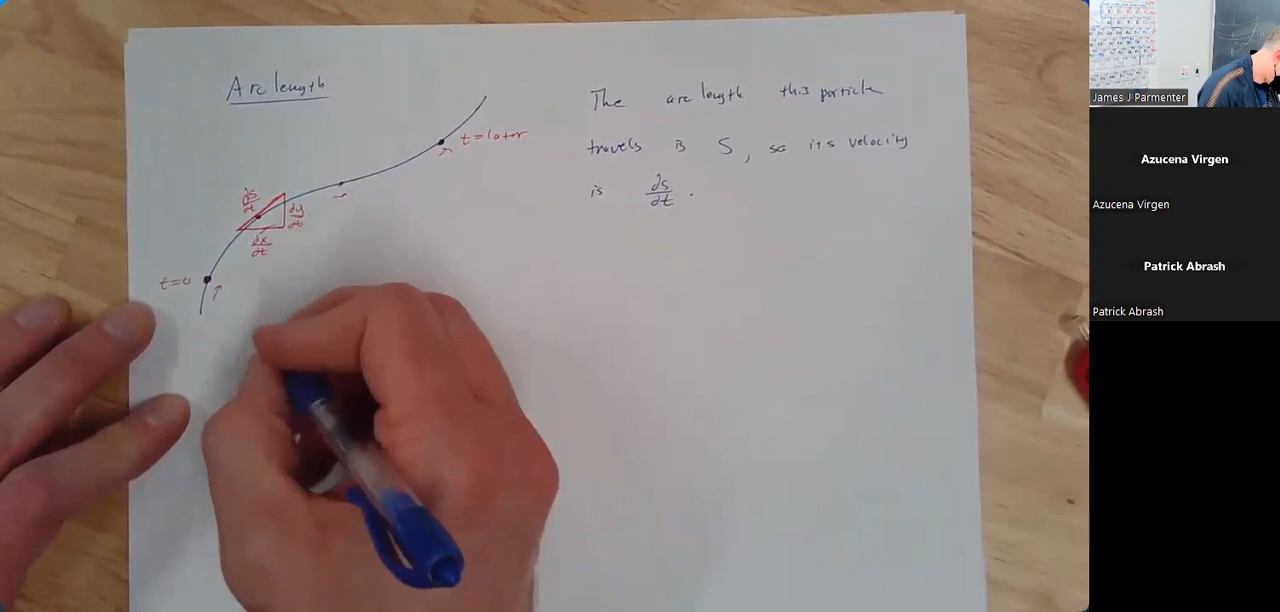 Arc length
t=later
ds/dt
dy/dt
dx/dt
t=0
The arc length this particle
travels is S, so its velocity
is ds/dt.
James J Parmenter
Azucena Virgen
Azucena Virgen
Patrick Abrash
Patrick Abrash